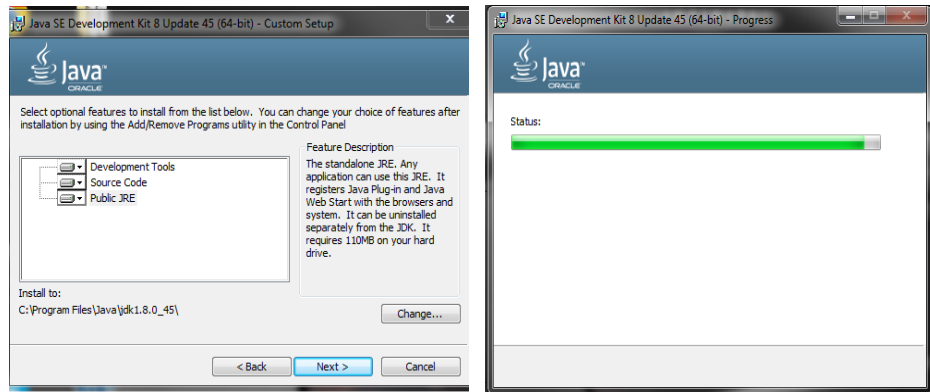 Java SE Development Kit 8 Update 45 (64-bit) - Custom Setup
Java™
ORACLE
Select optional features to install from the list below. You can change your choice of features after
installation by using the Add/Remove Programs utility in the Control Panel
Development Tools
Source Code
Public JRE
Feature Description
The standalone JRE. Any
application can use this JRE. It
registers Java Plug-in and Java
Web Start with the browsers and
system. It can be uninstalled
separately from the JDK. It
requires 110MB on your hard
drive.
Install to:
C:\Program Files\Java\jdk1.8.0_45\
Change...
< Back
Next >
Cancel
Java SE Development Kit 8 Update 45 (64-bit) - Progress
Java™
ORACLE
Status: